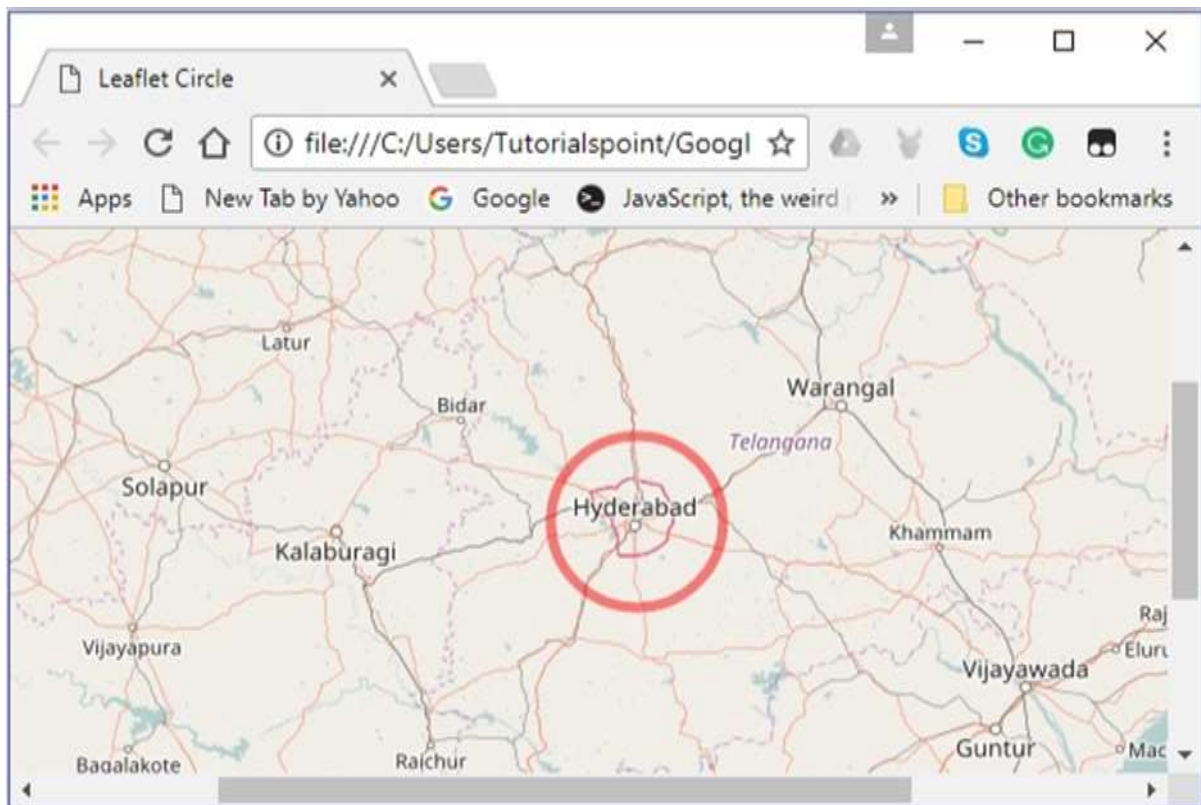 Leaflet Circle
file:///C:/Users/Tutorialspoint/Googl
Apps New Tab by Yahoo Google JavaScript, the weird » Other bookmarks
Latur
Warangal
Bidar
Telangana
Solapur
Hyderabad
Khammam
Kalaburagi
Raj
Vijayapura
Eluru
Vijayawada
Guntur
Mac
Bagalakote
Raichur